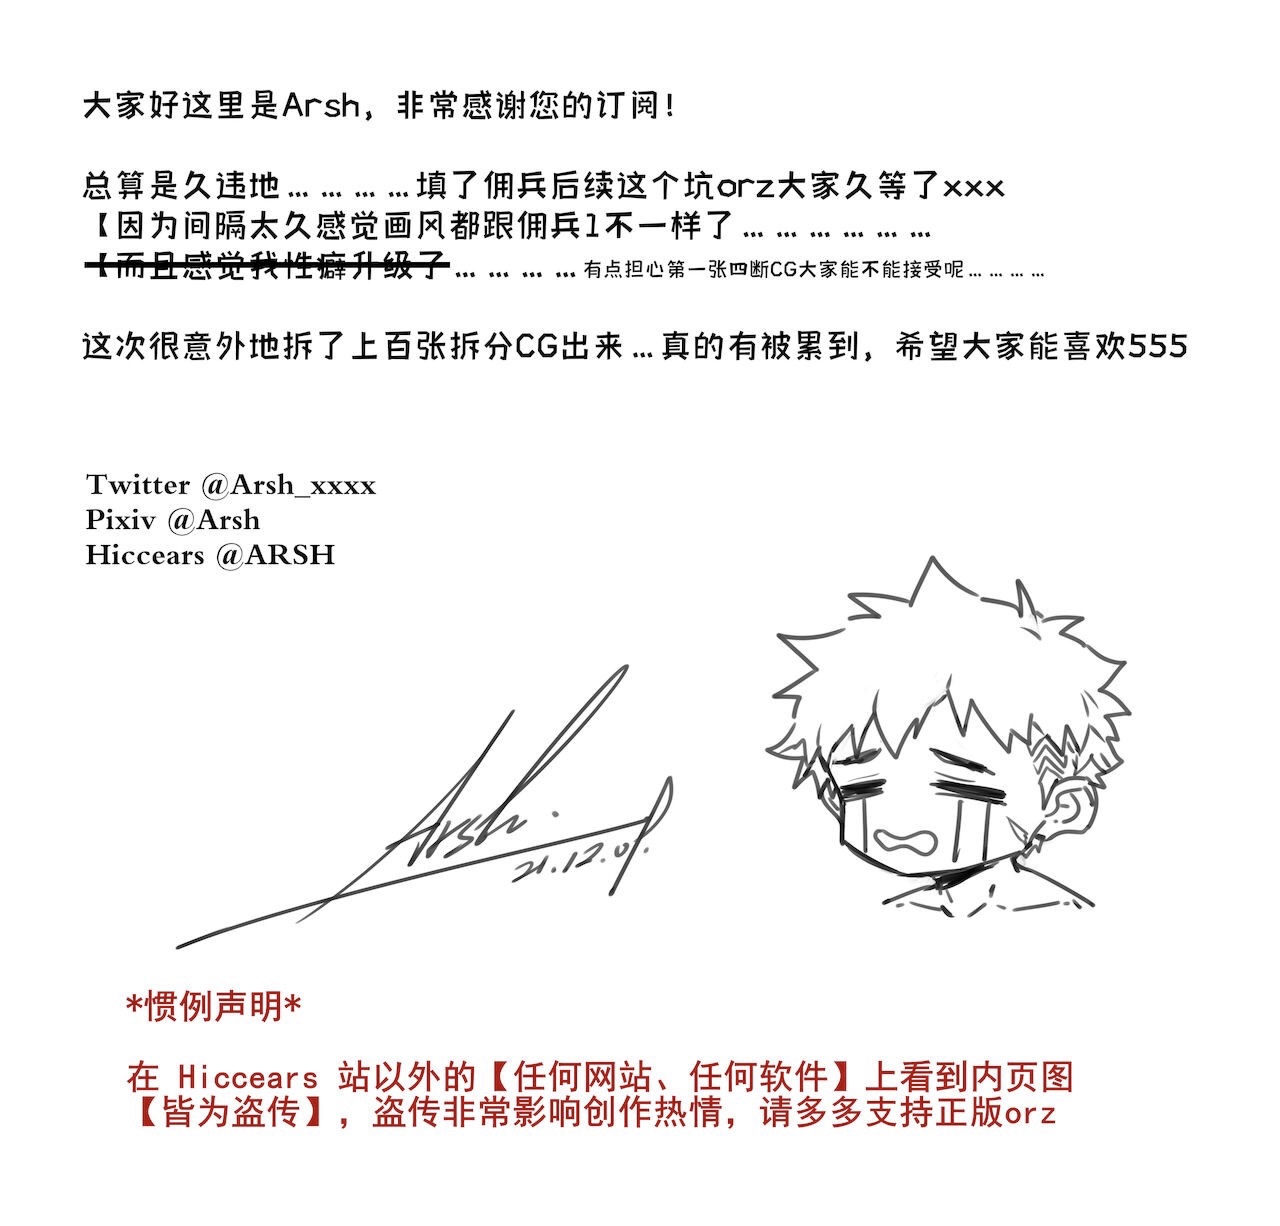 大家好这里是Arsh，非常感谢您的订阅！
总算是久违地… … … …填了佣兵后续这个坑orz大家久等了xxx
【因为间隔太久感觉画风都跟佣兵1不一样了… … … … … …
【而且感觉我性癖升级了… … … …有点担心第一张四断CG大家能不能接受呢… … … …
这次很意外地拆了上百张拆分CG出来…真的有被累到，希望大家能喜欢555
Twitter @Arsh_xxxx
Pixiv @Arsh
Hiccears @ARSH
Arsh.
*惯例声明*
在 Hiccears 站以外的【任何网站、任何软件】上看到内页图
【皆为盗传】，盗传非常影响创作热情，请多多支持正版orz